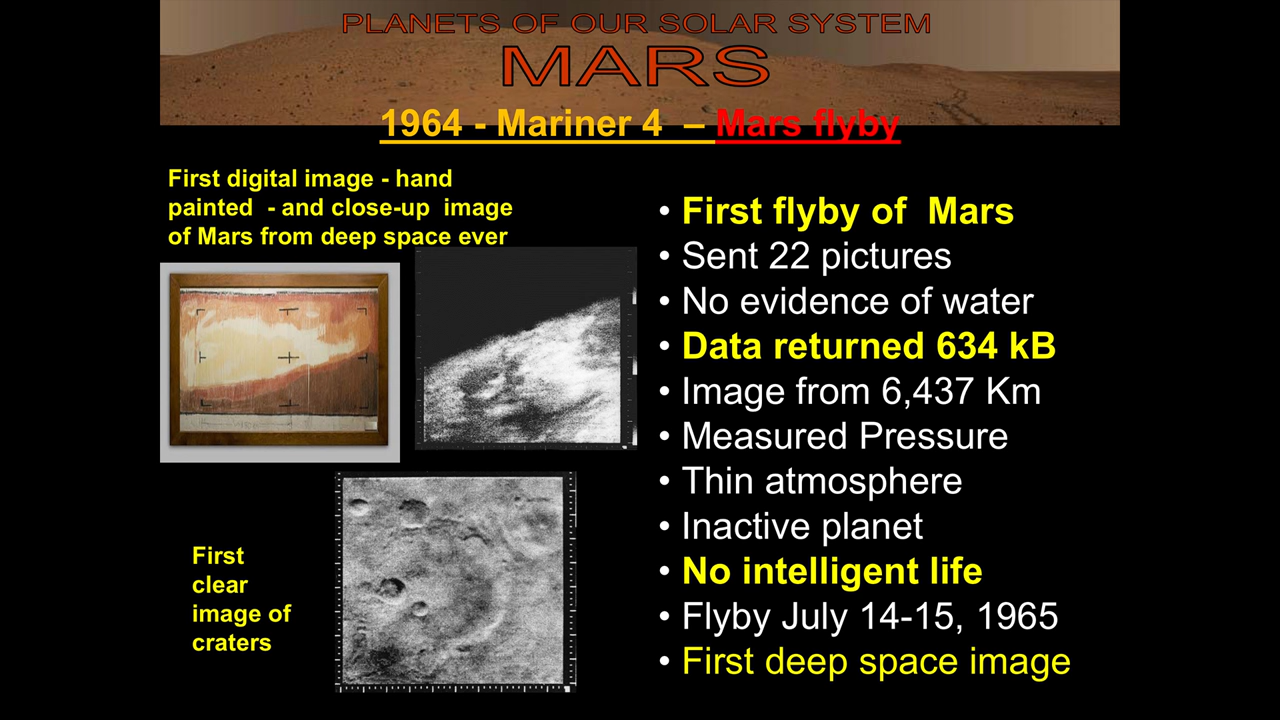 PLANETS OF OUR SOLAR SYSTEM
MARS
1964 - Mariner 4  – Mars flyby
First digital image - hand
painted  - and close-up  image
of Mars from deep space ever
First
clear
image of
craters
• First flyby of  Mars
• Sent 22 pictures
• No evidence of water
• Data returned 634 kB
• Image from 6,437 Km
• Measured Pressure
• Thin atmosphere
• Inactive planet
• No intelligent life
• Flyby July 14-15, 1965
• First deep space image